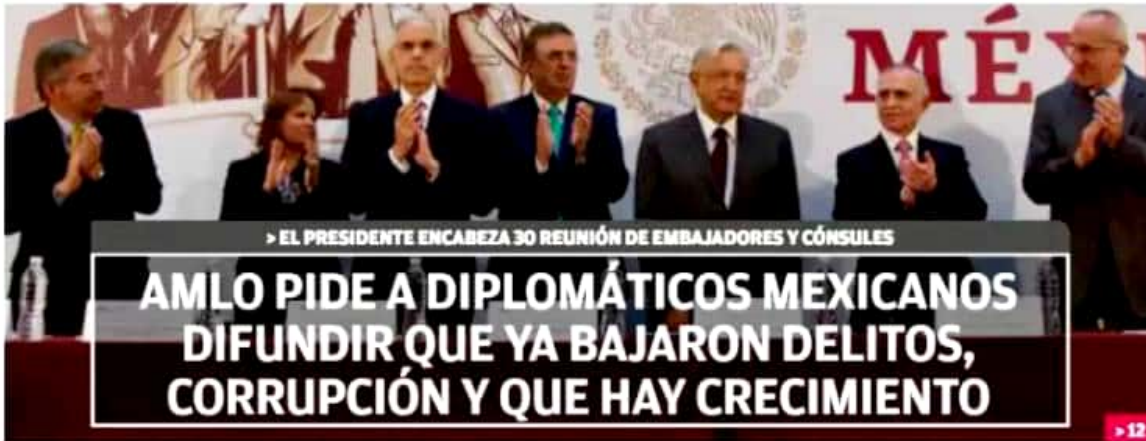 MÉ
> EL PRESIDENTE ENCABEZA 30 REUNIÓN DE EMBAJADORES Y CÓNSULES
AMLO PIDE A DIPLOMÁTICOS MEXICANOS
DIFUNDIR QUE YA BAJARON DELITOS,
CORRUPCIÓN Y QUE HAY CRECIMIENTO
>12